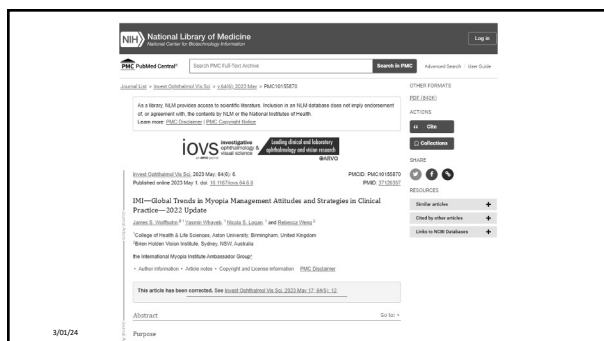 NIH National Library of Medicine
National Center for Biotechnology Information
Log in
PMC PubMed Central®
Search PMC Full-Text Archive
Search in PMC
Advanced Search
User Guide
Journal List > Invest Ophthalmol Vis Sci > v.64(6); 2023 May > PMC10155870
As a library, NLM provides access to scientific literature. Inclusion in an NLM database does not imply endorsement
of, or agreement with, the contents by NLM or the National Institutes of Health.
Learn more: PMC Disclaimer | PMC Copyright Notice
iovs investigative ophthalmology & visual science
an ARVO journal
Leading clinical and laboratory
ophthalmology and vision research
ARVO
Invest Ophthalmol Vis Sci. 2023 May; 64(6): 6.
PMCID: PMC10155870
Published online 2023 May 1. doi: 10.1167/iovs.64.6.6
PMID: 37126357
IMI—Global Trends in Myopia Management Attitudes and Strategies in Clinical
Practice—2022 Update
James S. Wolffsohn, Yasmin Whayeb, Nicola S. Logan, and Rebecca Weng
1College of Health & Life Sciences, Aston University, Birmingham, United Kingdom
2Brien Holden Vision Institute, Sydney, NSW, Australia
the International Myopia Institute Ambassador Group
• Author information • Article notes • Copyright and License information PMC Disclaimer
This article has been corrected. See Invest Ophthalmol Vis Sci. 2023 May 17; 64(5): 12.
Abstract
Go to:
Purpose
OTHER FORMATS
PDF (840K)
ACTIONS
Cite
Collections
SHARE
RESOURCES
Similar articles +
Cited by other articles +
Links to NCBI Databases +
3/01/24